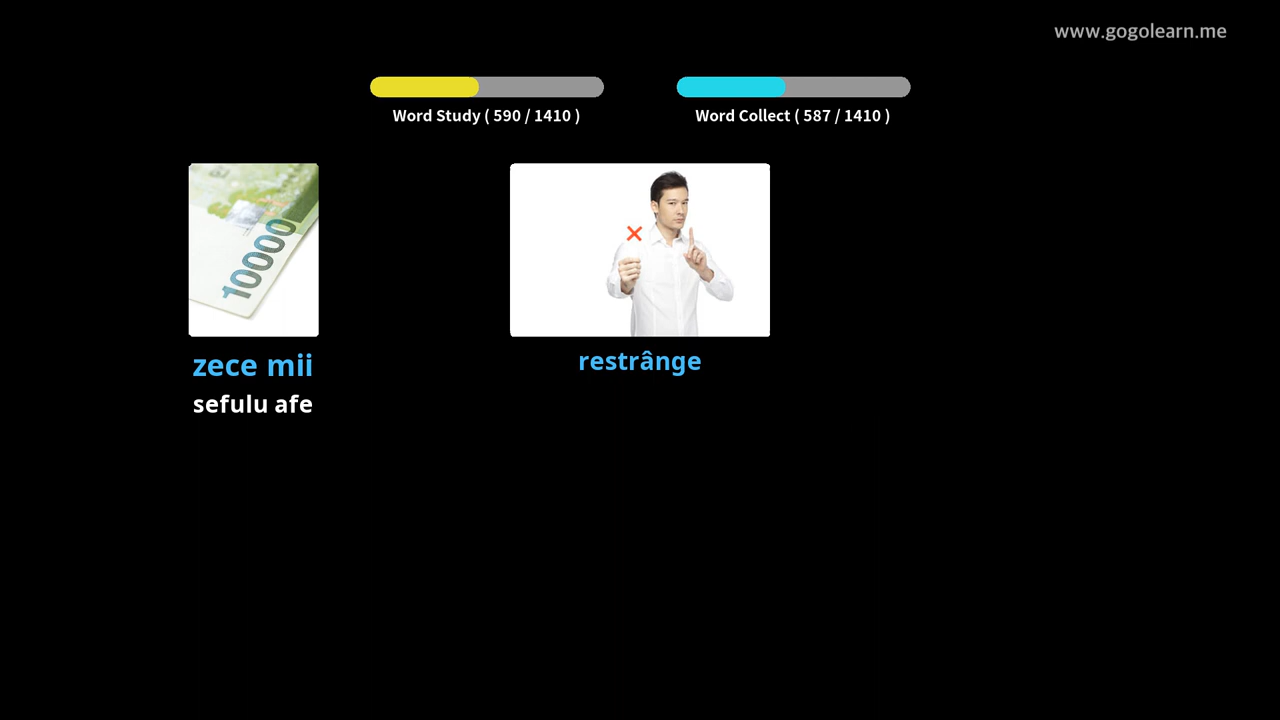 www.gogolearn.me
Word Study ( 590 / 1410 )
Word Collect ( 587 / 1410 )
10000
zece mii
sefulu afe
restrânge